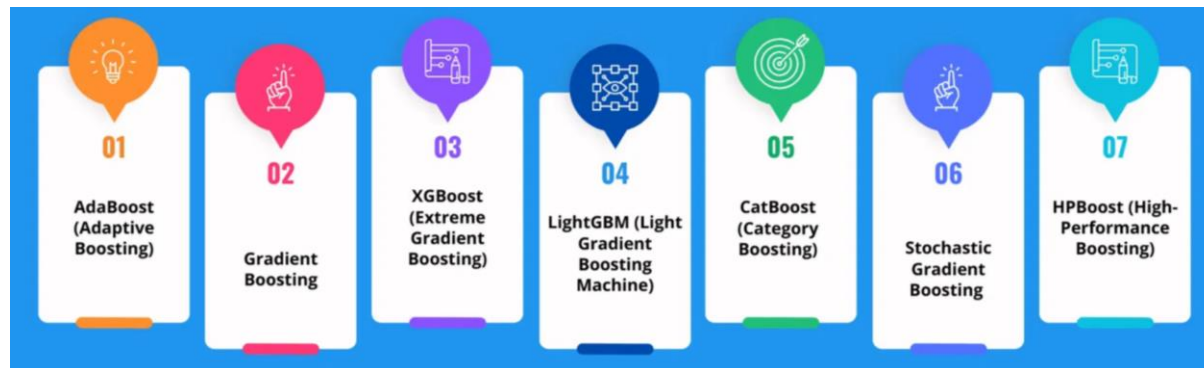 01
AdaBoost
(Adaptive
Boosting)
02
Gradient
Boosting
03
XGBoost
(Extreme
Gradient
Boosting)
04
LightGBM (Light
Gradient
Boosting
Machine)
05
CatBoost
(Category
Boosting)
06
Stochastic
Gradient
Boosting
07
HPBoost (High-
Performance
Boosting)